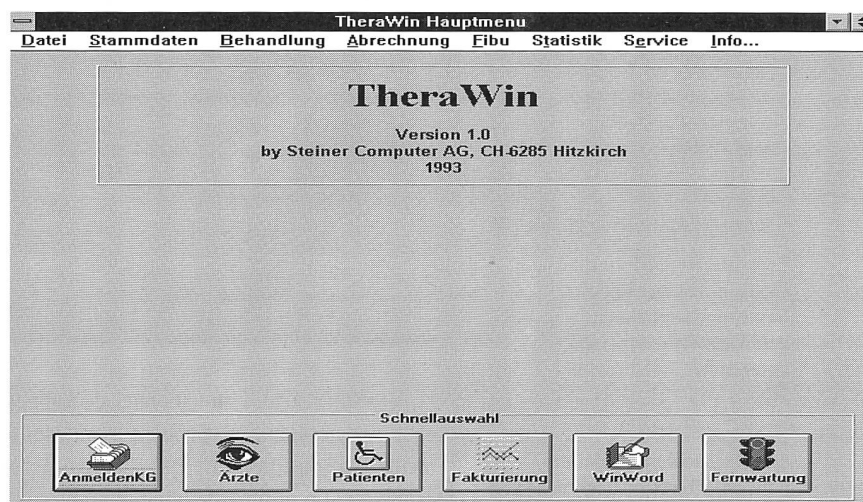 TheraWin Hauptmenu
Datei Stammdaten Behandlung Abrechnung Fibu Statistik Service Info...
TheraWin
Version 1.0
by Steiner Computer AG, CH-6285 Hitzkirch
1993
Schnellauswahl
AnmeldenKG Ärzte Patienten Fakturierung WinWord Fernwartung